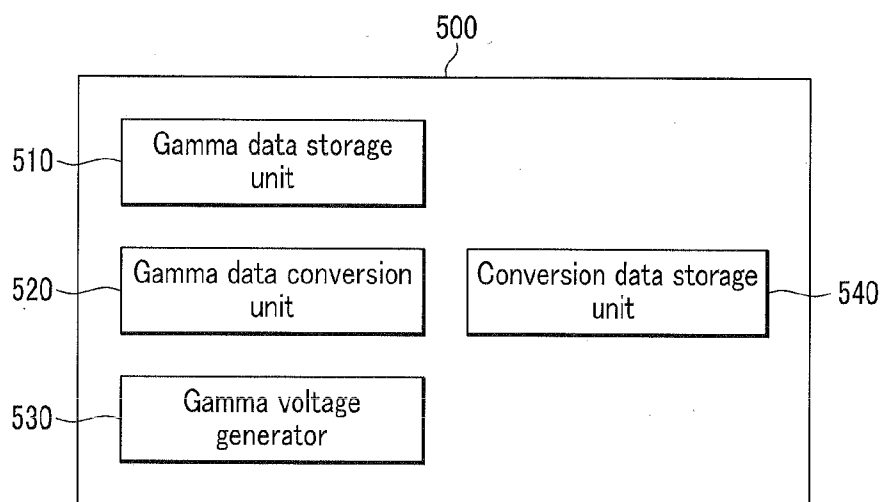 500
510
Gamma data storage
unit
520
Gamma data conversion
unit
Conversion data storage
unit
540
530
Gamma voltage
generator